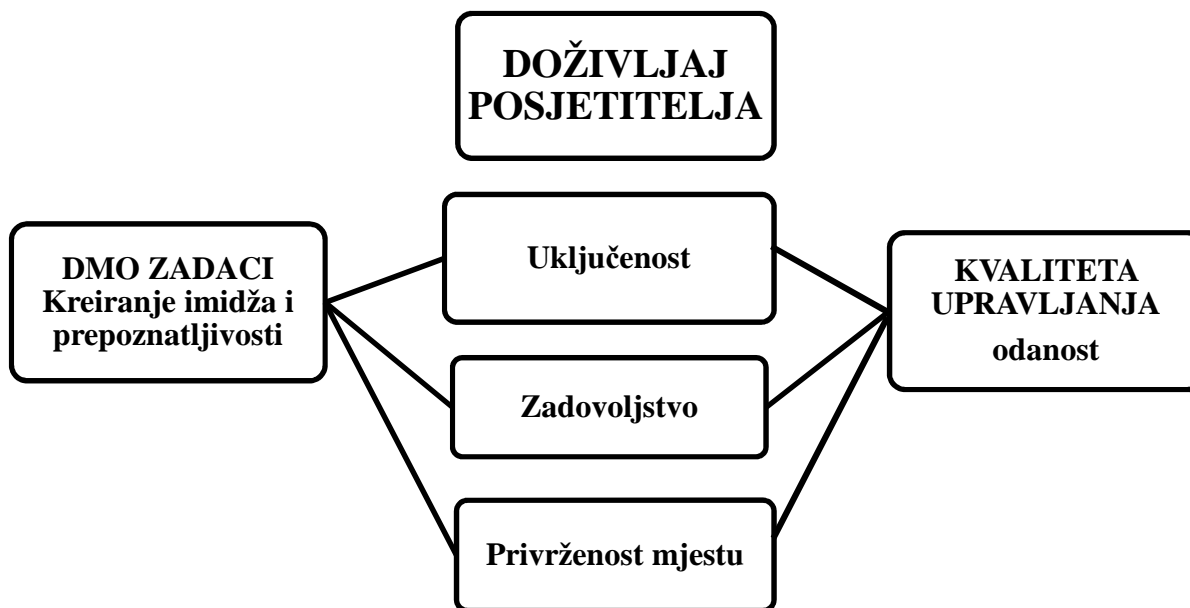 DOŽIVLJAJ
POSJETITELJA
DMO ZADACI
Kreiranje imidža i
prepoznatljivosti
Uključenost
Zadovoljstvo
Privrženost mjestu
KVALITETA
UPRAVLJANJA
odanost